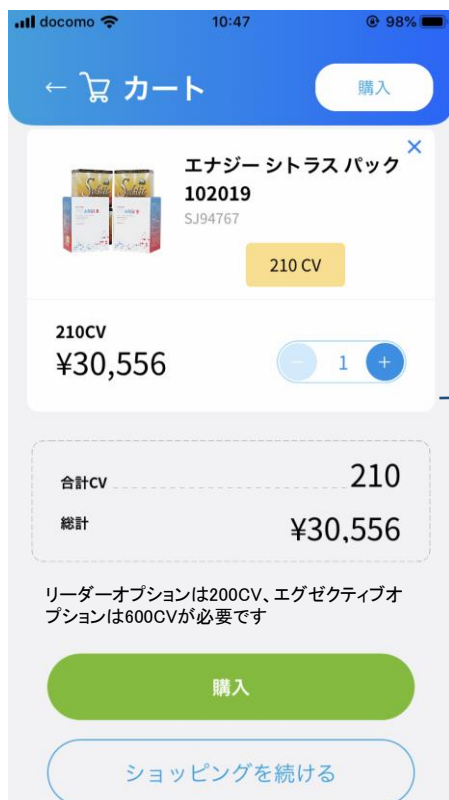 docomo 10:47 98%
← カート 購入
エナジー シトラス パック
102019
SJ94767
210 CV
210CV
¥30,556
1
合計CV 210
総計 ¥30,556
リーダーオプションは200CV、エグゼクティブオ
プションは600CVが必要です
購入
ショッピングを続ける